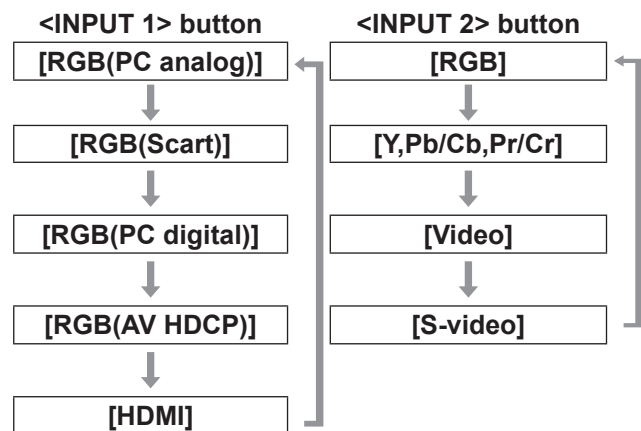 <INPUT 1> button
[RGB(PC analog)]
[RGB(Scart)]
[RGB(PC digital)]
[RGB(AV HDCP)]
[HDMI]
<INPUT 2> button
[RGB]
[Y,Pb/Cb,Pr/Cr]
[Video]
[S-video]